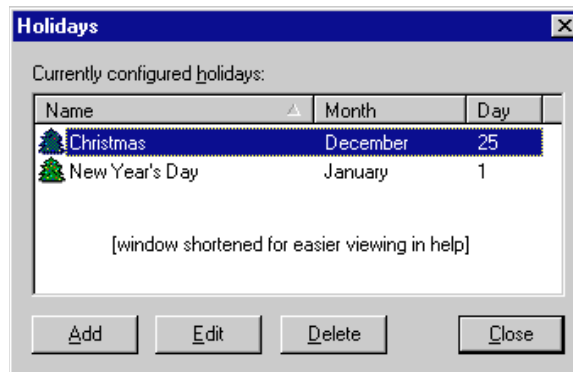 Holidays
Currently configured holidays:
Name Month Day
Christmas December 25
New Year's Day January 1
[window shortened for easier viewing in help]
Add Edit Delete Close